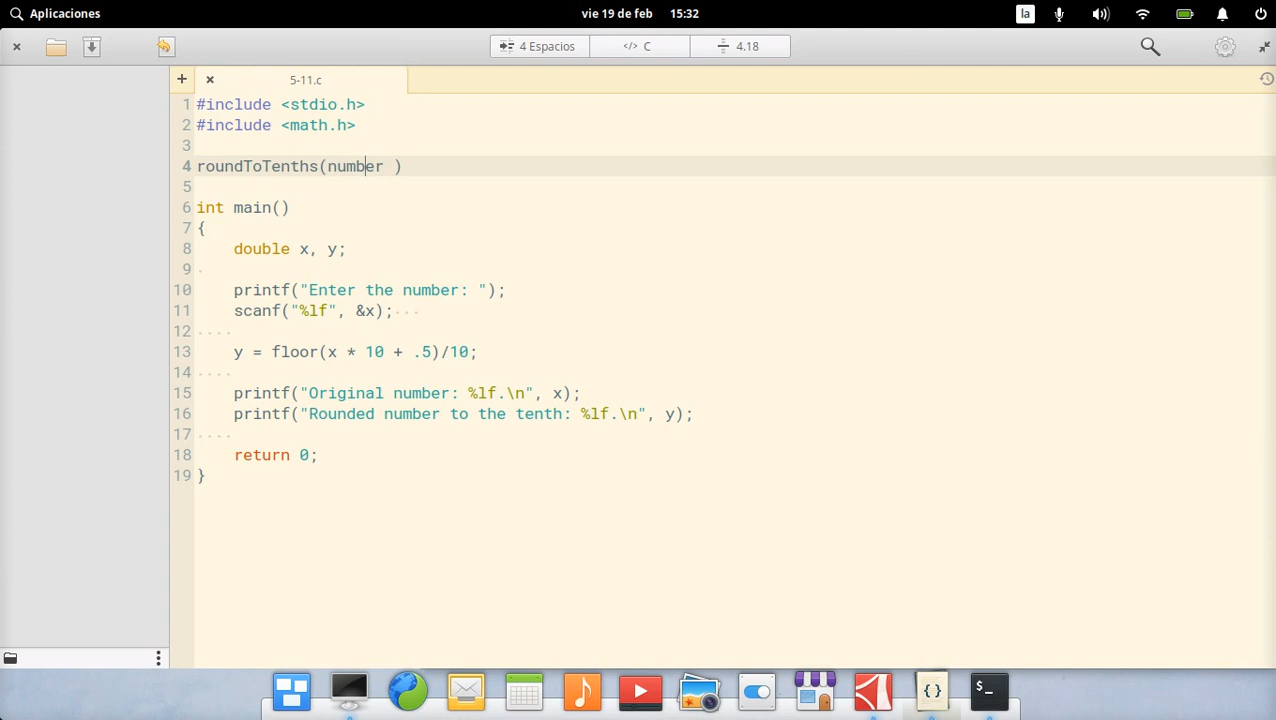 Aplicaciones vie 19 de feb 15:32 la
4 Espacios </> C 4.18
+ × 5-11.c
1 #include <stdio.h>
2 #include <math.h>
3
4 roundToTenths(number )
5
6 int main()
7 {
8 double x, y;
9
10 printf("Enter the number: ");
11 scanf("%lf", &x);
12
13 y = floor(x * 10 + .5)/10;
14
15 printf("Original number: %lf.\n", x);
16 printf("Rounded number to the tenth: %lf.\n", y);
17
18 return 0;
19 }